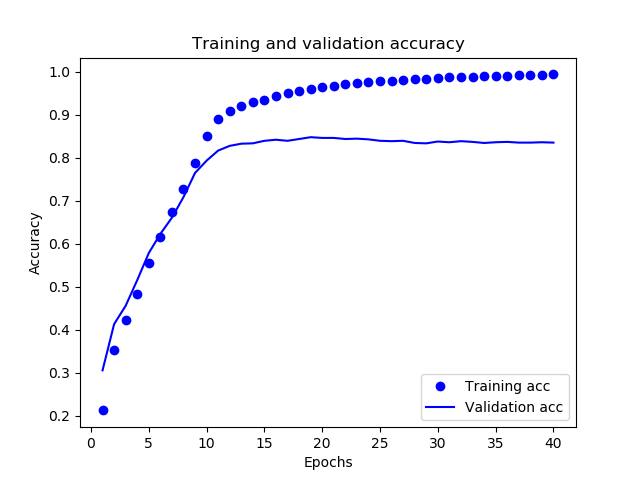 Training and validation accuracy
1.0
0.9
0.8
0.7
0.6
0.5
0.4
0.3
0.2
Accuracy
Training acc
Validation acc
0 5 10 15 20 25 30 35 40
Epochs